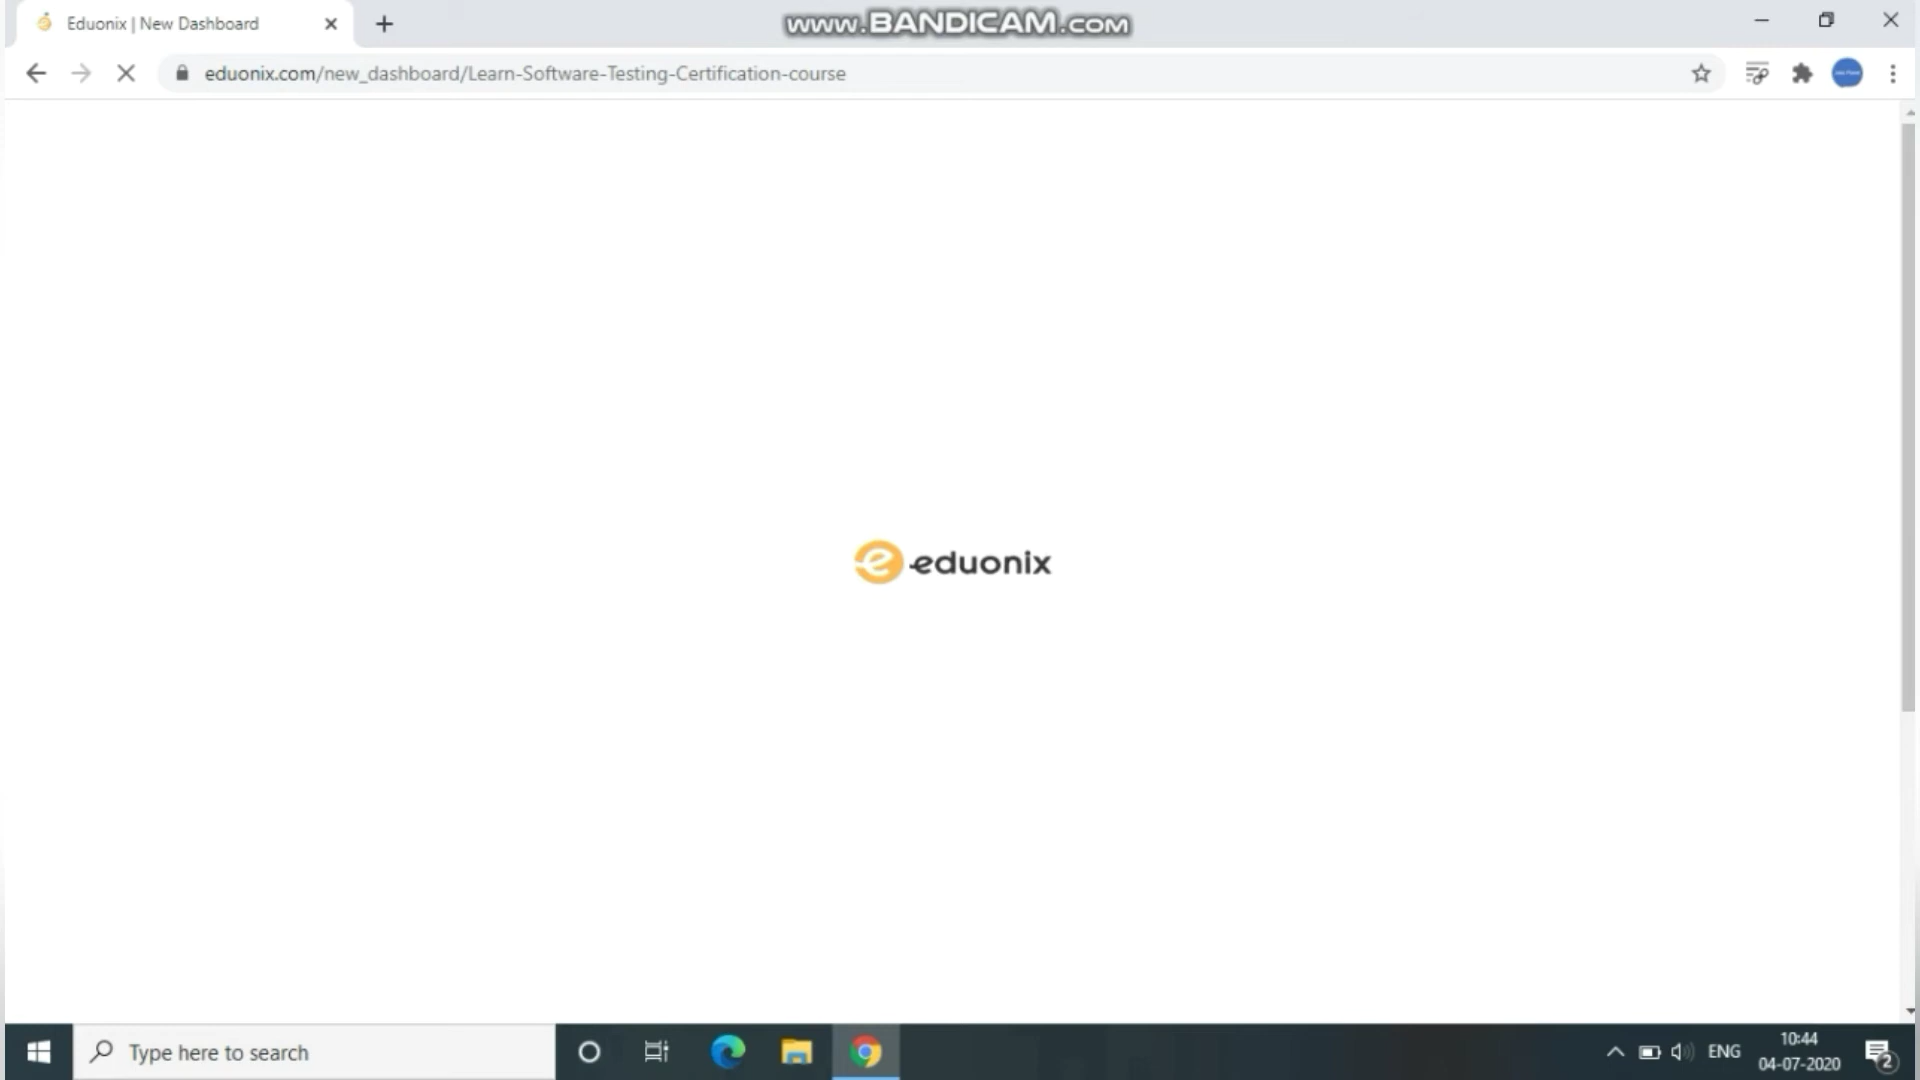 Eduonix | New Dashboard
www.BANDICAM.com
eduonix.com/new_dashboard/Learn-Software-Testing-Certification-course
eduonix
Type here to search
ENG
10:44
04-07-2020
2